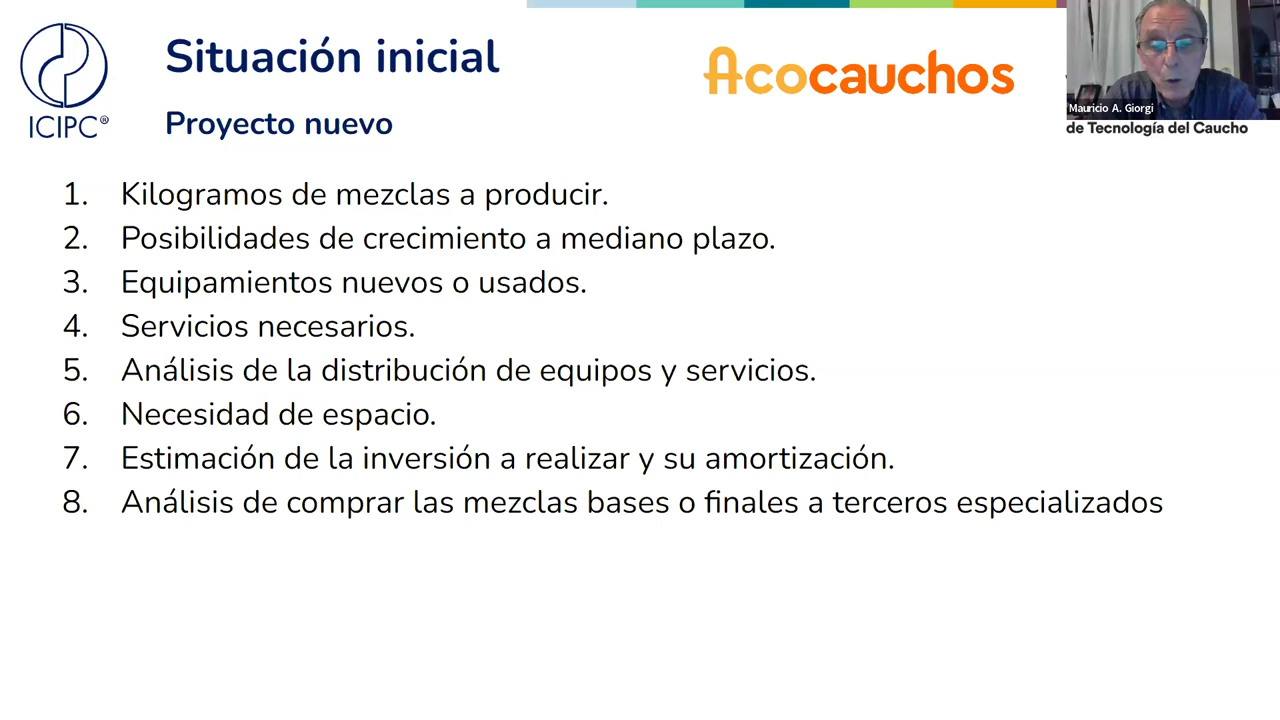 Situación inicial
Acocauchos
ICIPC®
Proyecto nuevo
Mauricio A. Giorgi
de Tecnología del Caucho
1. Kilogramos de mezclas a producir.
2. Posibilidades de crecimiento a mediano plazo.
3. Equipamientos nuevos o usados.
4. Servicios necesarios.
5. Análisis de la distribución de equipos y servicios.
6. Necesidad de espacio.
7. Estimación de la inversión a realizar y su amortización.
8. Análisis de comprar las mezclas bases o finales a terceros especializados